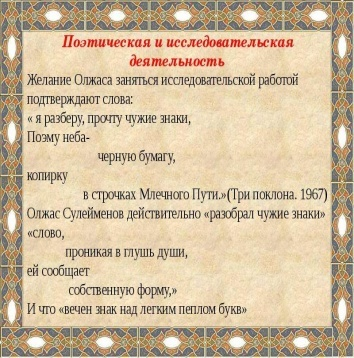 Поэтическая и исследовательская
деятельность
Желание Олжаса заняться исследовательской работой
подтверждают слова:
« я разберу, прочту чужие знаки,
Поэму неба-
черную бумагу,
копирку
в строчках Млечного Пути.»(Три поклона. 1967)
Олжас Сулейменов действительно «разобрал чужие знаки»
«слово,
проникая в глушь души,
ей сообщает
собственную форму,»
И что «вечен знак над легким пеплом букв»